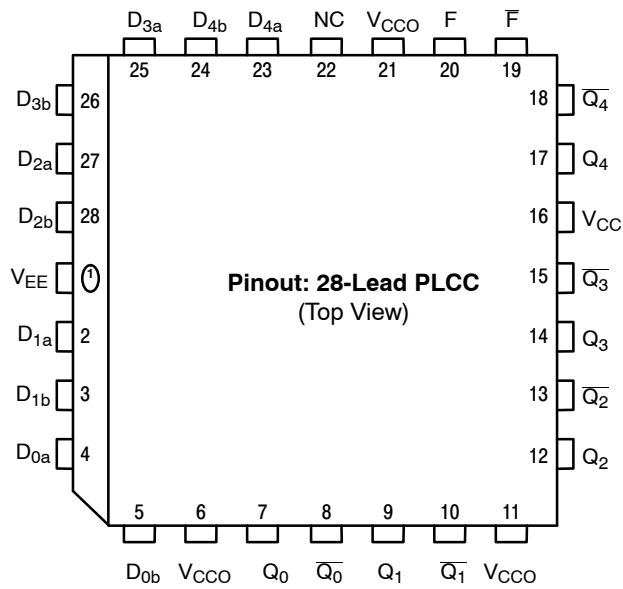 D3a D4b D4a NC VCCO F F̅
25 24 23 22 21 20 19
D3b 26 18 Q̅4̅
D2a 27 17 Q4
D2b 28 16 VCC
VEE 1 15 Q̅3̅
Pinout: 28-Lead PLCC
(Top View)
D1a 2 14 Q3
D1b 3 13 Q̅2̅
D0a 4 12 Q2
5 6 7 8 9 10 11
D0b VCCO Q0 Q̅0̅ Q1 Q̅1̅ VCCO